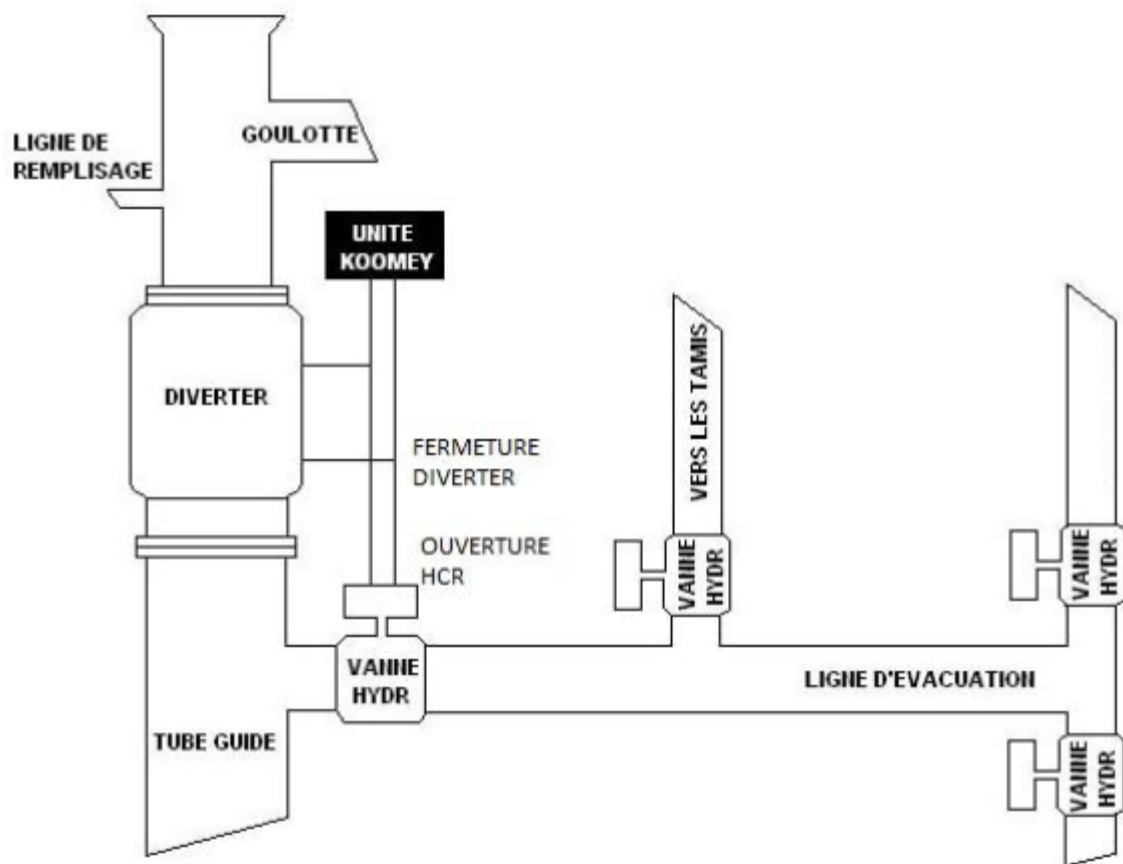 GOULOTTE
LIGNE DE
REMPLISAGE
UNITE
KOOMEY
DIVERTER
VERS LES TAMIS
FERMETURE
DIVERTER
OUVERTURE
HCR
VANNE
HYDR
VANNE
HYDR
VANNE
HYDR
LIGNE D'EVACUATION
TUBE GUIDE
VANNE
HYDR